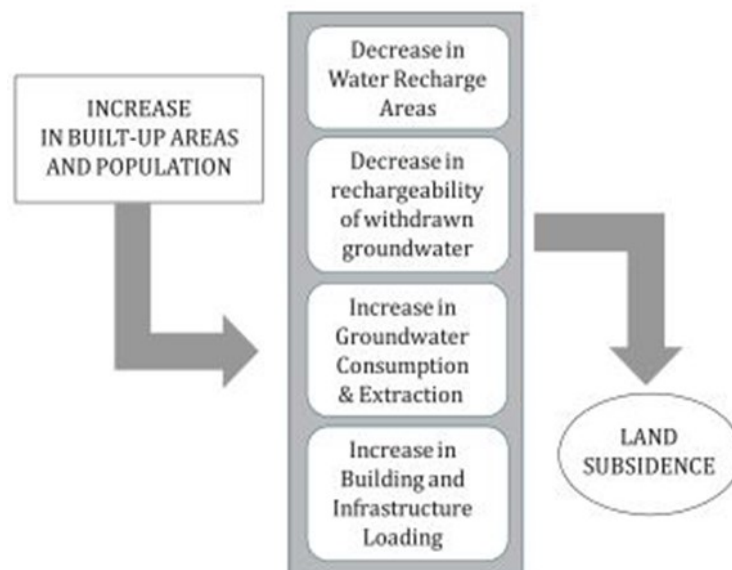 INCREASE
IN BUILT-UP AREAS
AND POPULATION
Decrease in
Water Recharge
Areas
Decrease in
rechargeability
of withdrawn
groundwater
Increase in
Groundwater
Consumption
& Extraction
Increase in
Building and
Infrastructure
Loading
LAND
SUBSIDENCE